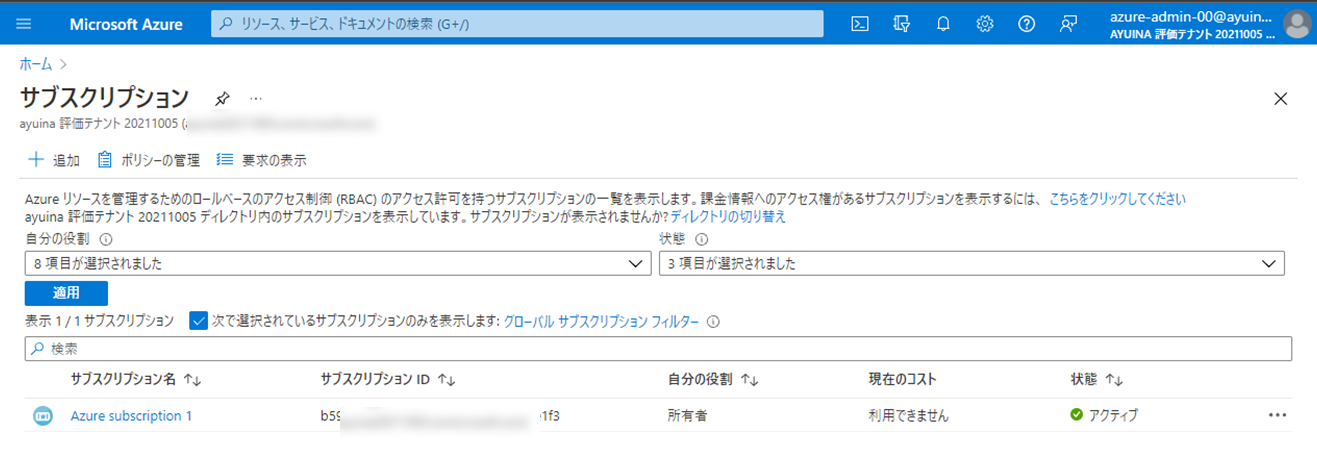 Microsoft Azure
リソース、サービス、ドキュメントの検索 (G+/)
azure-admin-00@ayuin...
AYUINA 評価テナント 20211005 ...
ホーム >
サブスクリプション
ayuina 評価テナント 20211005 (
追加 ポリシーの管理 要求の表示
Azure リソースを管理するためのロールベースのアクセス制御 (RBAC) のアクセス許可を持つサブスクリプションの一覧を表示します。課金情報へのアクセス権があるサブスクリプションを表示するには、 こちらをクリックしてください
ayuina 評価テナント 20211005 ディレクトリ内のサブスクリプションを表示しています。サブスクリプションが表示されませんか? ディレクトリの切り替え
自分の役割 状態
8 項目が選択されました 3 項目が選択されました
適用
表示 1 / 1 サブスクリプション 次で選択されているサブスクリプションのみを表示します: グローバル サブスクリプション フィルター
検索
サブスクリプション名 ↑↓ サブスクリプション ID ↑↓ 自分の役割 ↑↓ 現在のコスト 状態 ↑↓
Azure subscription 1 b59 1f3 所有者 利用できません アクティブ ...